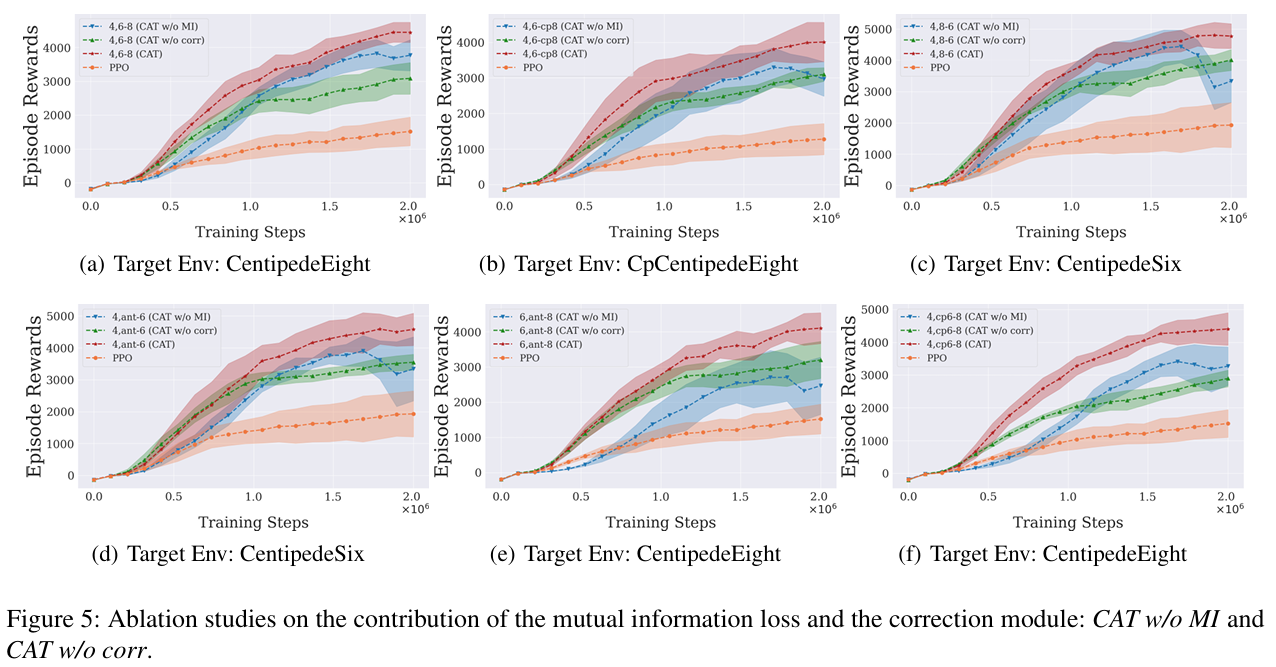 4,6-8 (CAT w/o MI)
4,6-8 (CAT w/o corr)
4,6-8 (CAT)
PPO
Episode Rewards
4000
3000
2000
1000
0
0.0 0.5 1.0 1.5 2.0
×10⁶
Training Steps
(a) Target Env: CentipedeEight
4,6-cp8 (CAT w/o MI)
4,6-cp8 (CAT w/o corr)
4,6-cp8 (CAT)
PPO
Episode Rewards
4000
3000
2000
1000
0
0.0 0.5 1.0 1.5 2.0
×10⁶
Training Steps
(b) Target Env: CpCentipedeEight
4,8-6 (CAT w/o MI)
4,8-6 (CAT w/o corr)
4,8-6 (CAT)
PPO
Episode Rewards
5000
4000
3000
2000
1000
0
0.0 0.5 1.0 1.5 2.0
×10⁶
Training Steps
(c) Target Env: CentipedeSix
4,ant-6 (CAT w/o MI)
4,ant-6 (CAT w/o corr)
4,ant-6 (CAT)
PPO
Episode Rewards
5000
4000
3000
2000
1000
0
0.0 0.5 1.0 1.5 2.0
×10⁶
Training Steps
(d) Target Env: CentipedeSix
6,ant-8 (CAT w/o MI)
6,ant-8 (CAT w/o corr)
6,ant-8 (CAT)
PPO
Episode Rewards
4000
3000
2000
1000
0
0.0 0.5 1.0 1.5 2.0
×10⁶
Training Steps
(e) Target Env: CentipedeEight
4,cp6-8 (CAT w/o MI)
4,cp6-8 (CAT w/o corr)
4,cp6-8 (CAT)
PPO
Episode Rewards
5000
4000
3000
2000
1000
0
0.0 0.5 1.0 1.5 2.0
×10⁶
Training Steps
(f) Target Env: CentipedeEight
Figure 5: Ablation studies on the contribution of the mutual information loss and the correction module: CAT w/o MI and
CAT w/o corr.